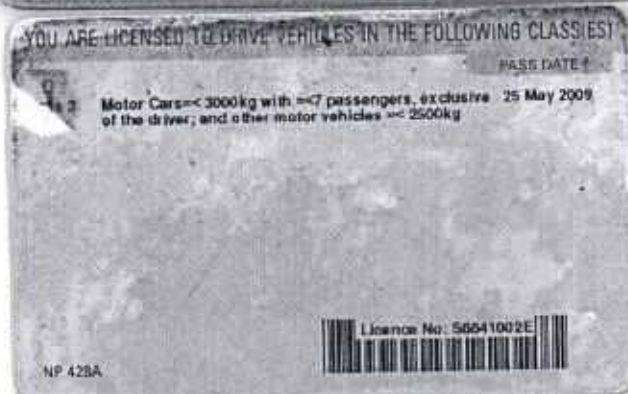 YOU ARE LICENSED TO DRIVE VEHICLES IN THE FOLLOWING CLASS(ES)
PASS DATE
Motor Cars=< 3000kg with =<7 passengers, exclusive 25 May 2009
of the driver; and other motor vehicles =< 2500kg
Licence No: S6641002E
NP 428A